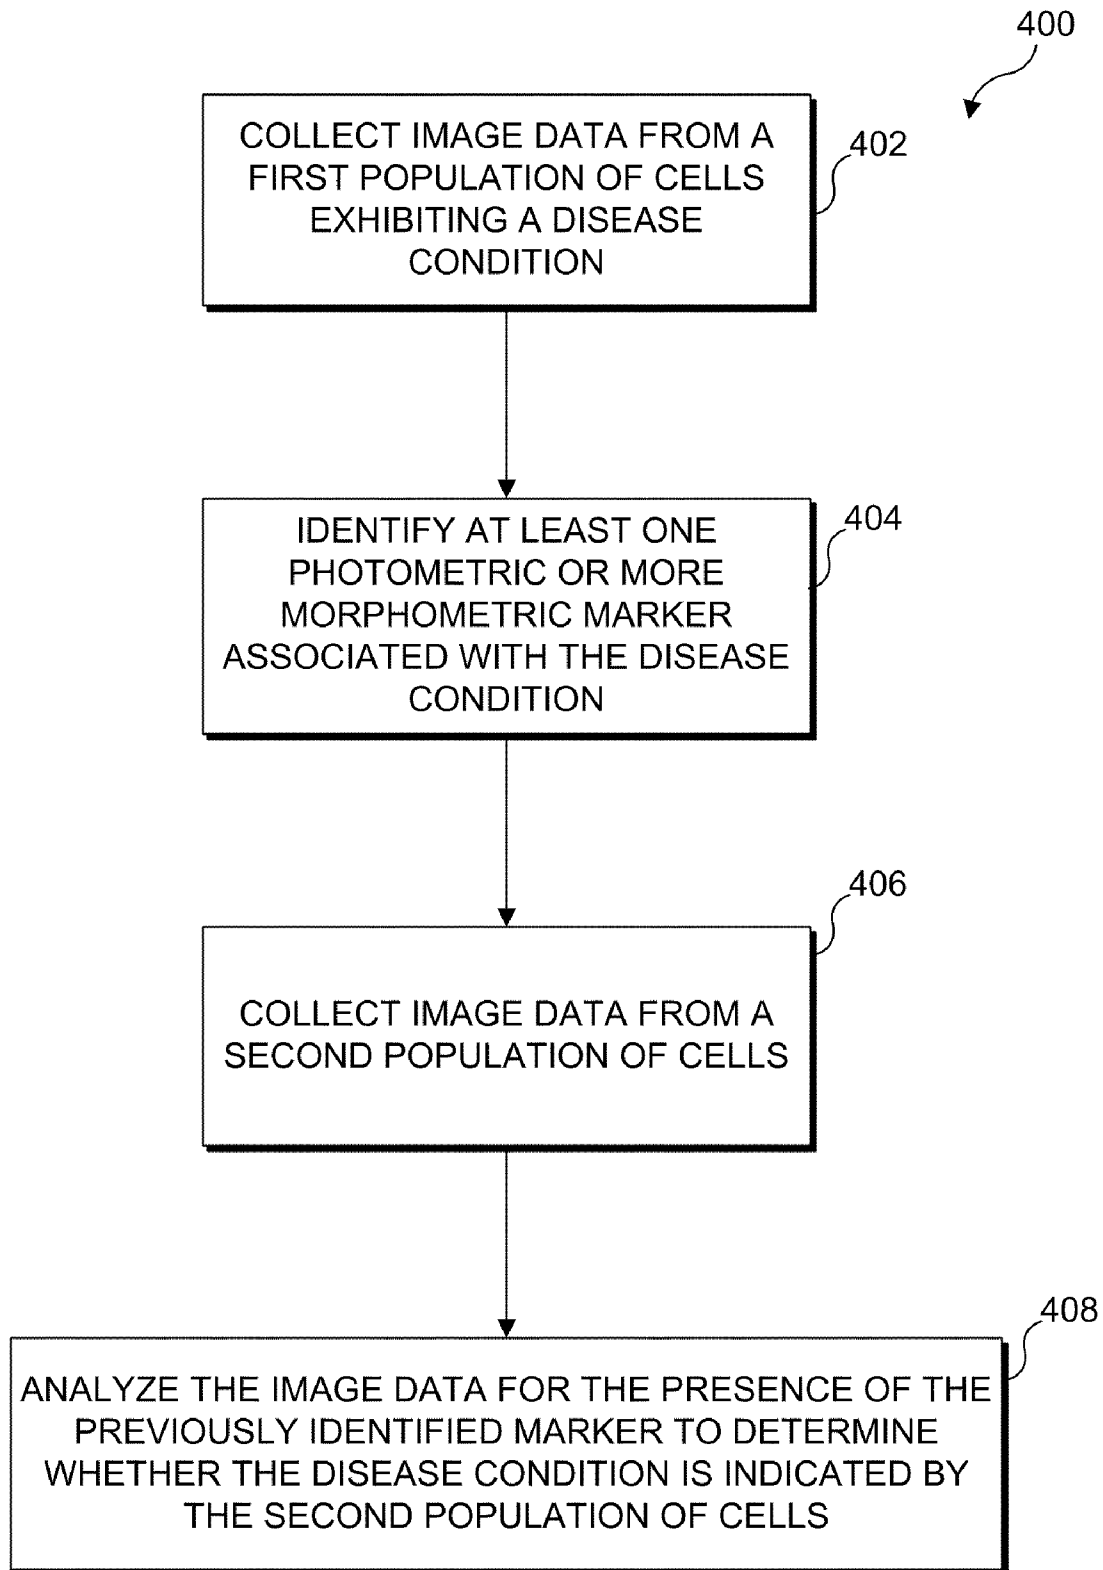 400
COLLECT IMAGE DATA FROM A
FIRST POPULATION OF CELLS
EXHIBITING A DISEASE
CONDITION
402
IDENTIFY AT LEAST ONE
PHOTOMETRIC OR MORE
MORPHOMETRIC MARKER
ASSOCIATED WITH THE DISEASE
CONDITION
404
COLLECT IMAGE DATA FROM A
SECOND POPULATION OF CELLS
406
ANALYZE THE IMAGE DATA FOR THE PRESENCE OF THE
PREVIOUSLY IDENTIFIED MARKER TO DETERMINE
WHETHER THE DISEASE CONDITION IS INDICATED BY
THE SECOND POPULATION OF CELLS
408